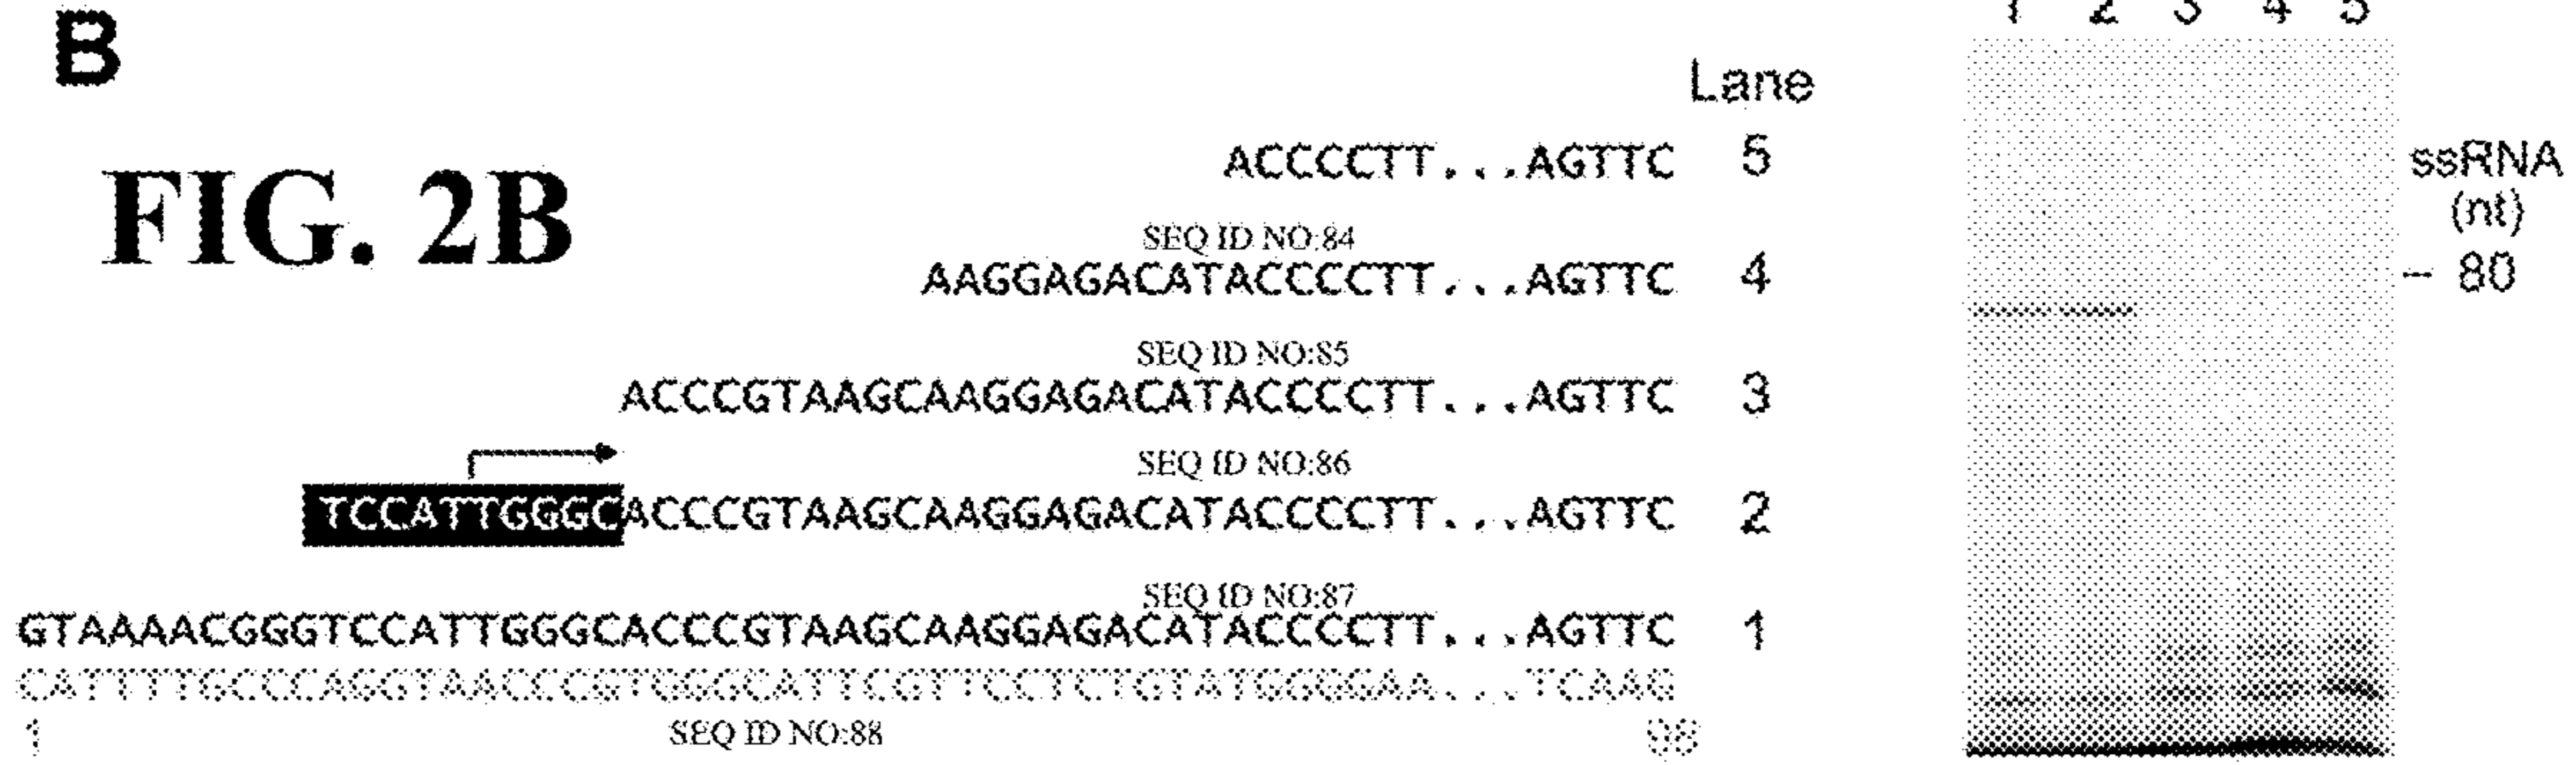 B
1 2 3 4 5
Lane
ACCCCTT...AGTTC 5
ssRNA
(nt)
FIG. 2B
SEQ ID NO:84
AAGGAGACATACCCCTT...AGTTC 4
- 80
SEQ ID NO:85
ACCCGTAAGCAAGGAGACATACCCCTT...AGTTC 3
SEQ ID NO:86
TCCATTGGGCACCCGTAAGCAAGGAGACATACCCCTT...AGTTC 2
SEQ ID NO:87
GTAAAACGGGTCCATTGGGCACCCGTAAGCAAGGAGACATACCCCTT...AGTTC 1
CATTTTGCCCAGGTAACCCGTGGGCATTCGTTCCTCTGTATGGGGAA...TCAAG
1
SEQ ID NO:88
98